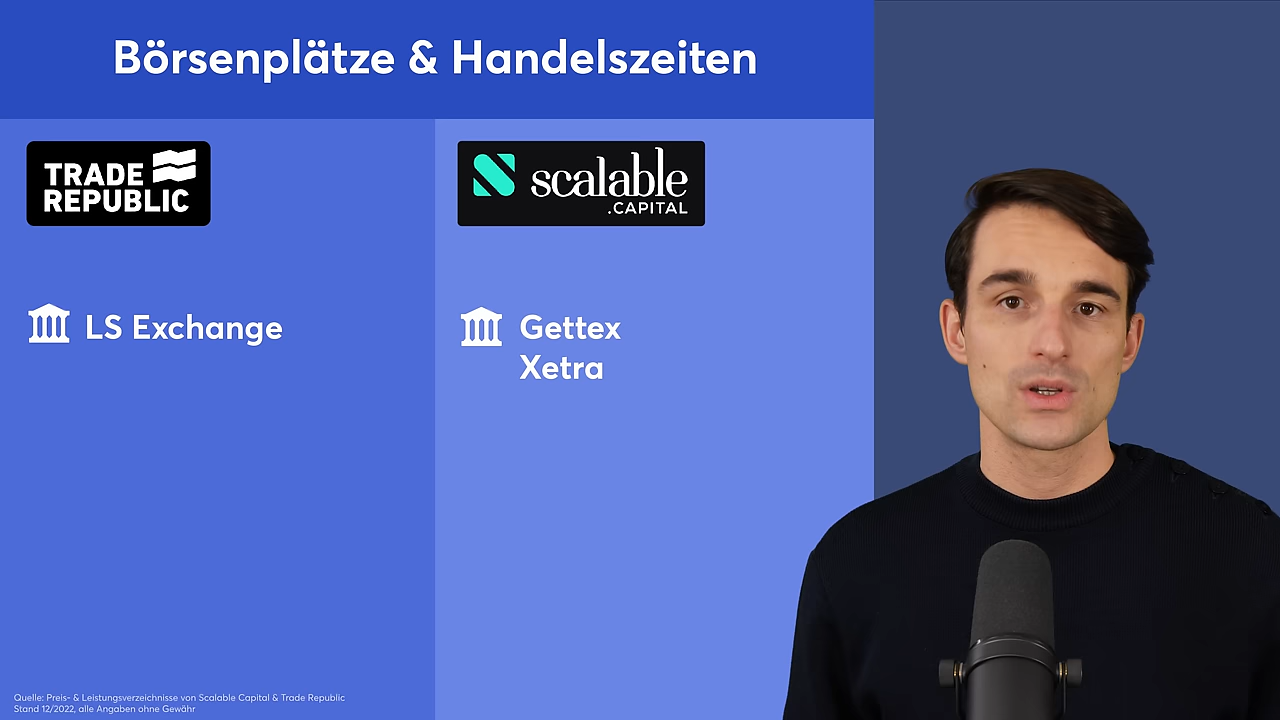 Börsenplätze & Handelszeiten
TRADE
REPUBLIC
scalable
.CAPITAL
LS Exchange
Gettex
Xetra
Quelle: Preis- & Leistungsverzeichnisse von Scalable Capital & Trade Republic
Stand 12/2022, alle Angaben ohne Gewähr